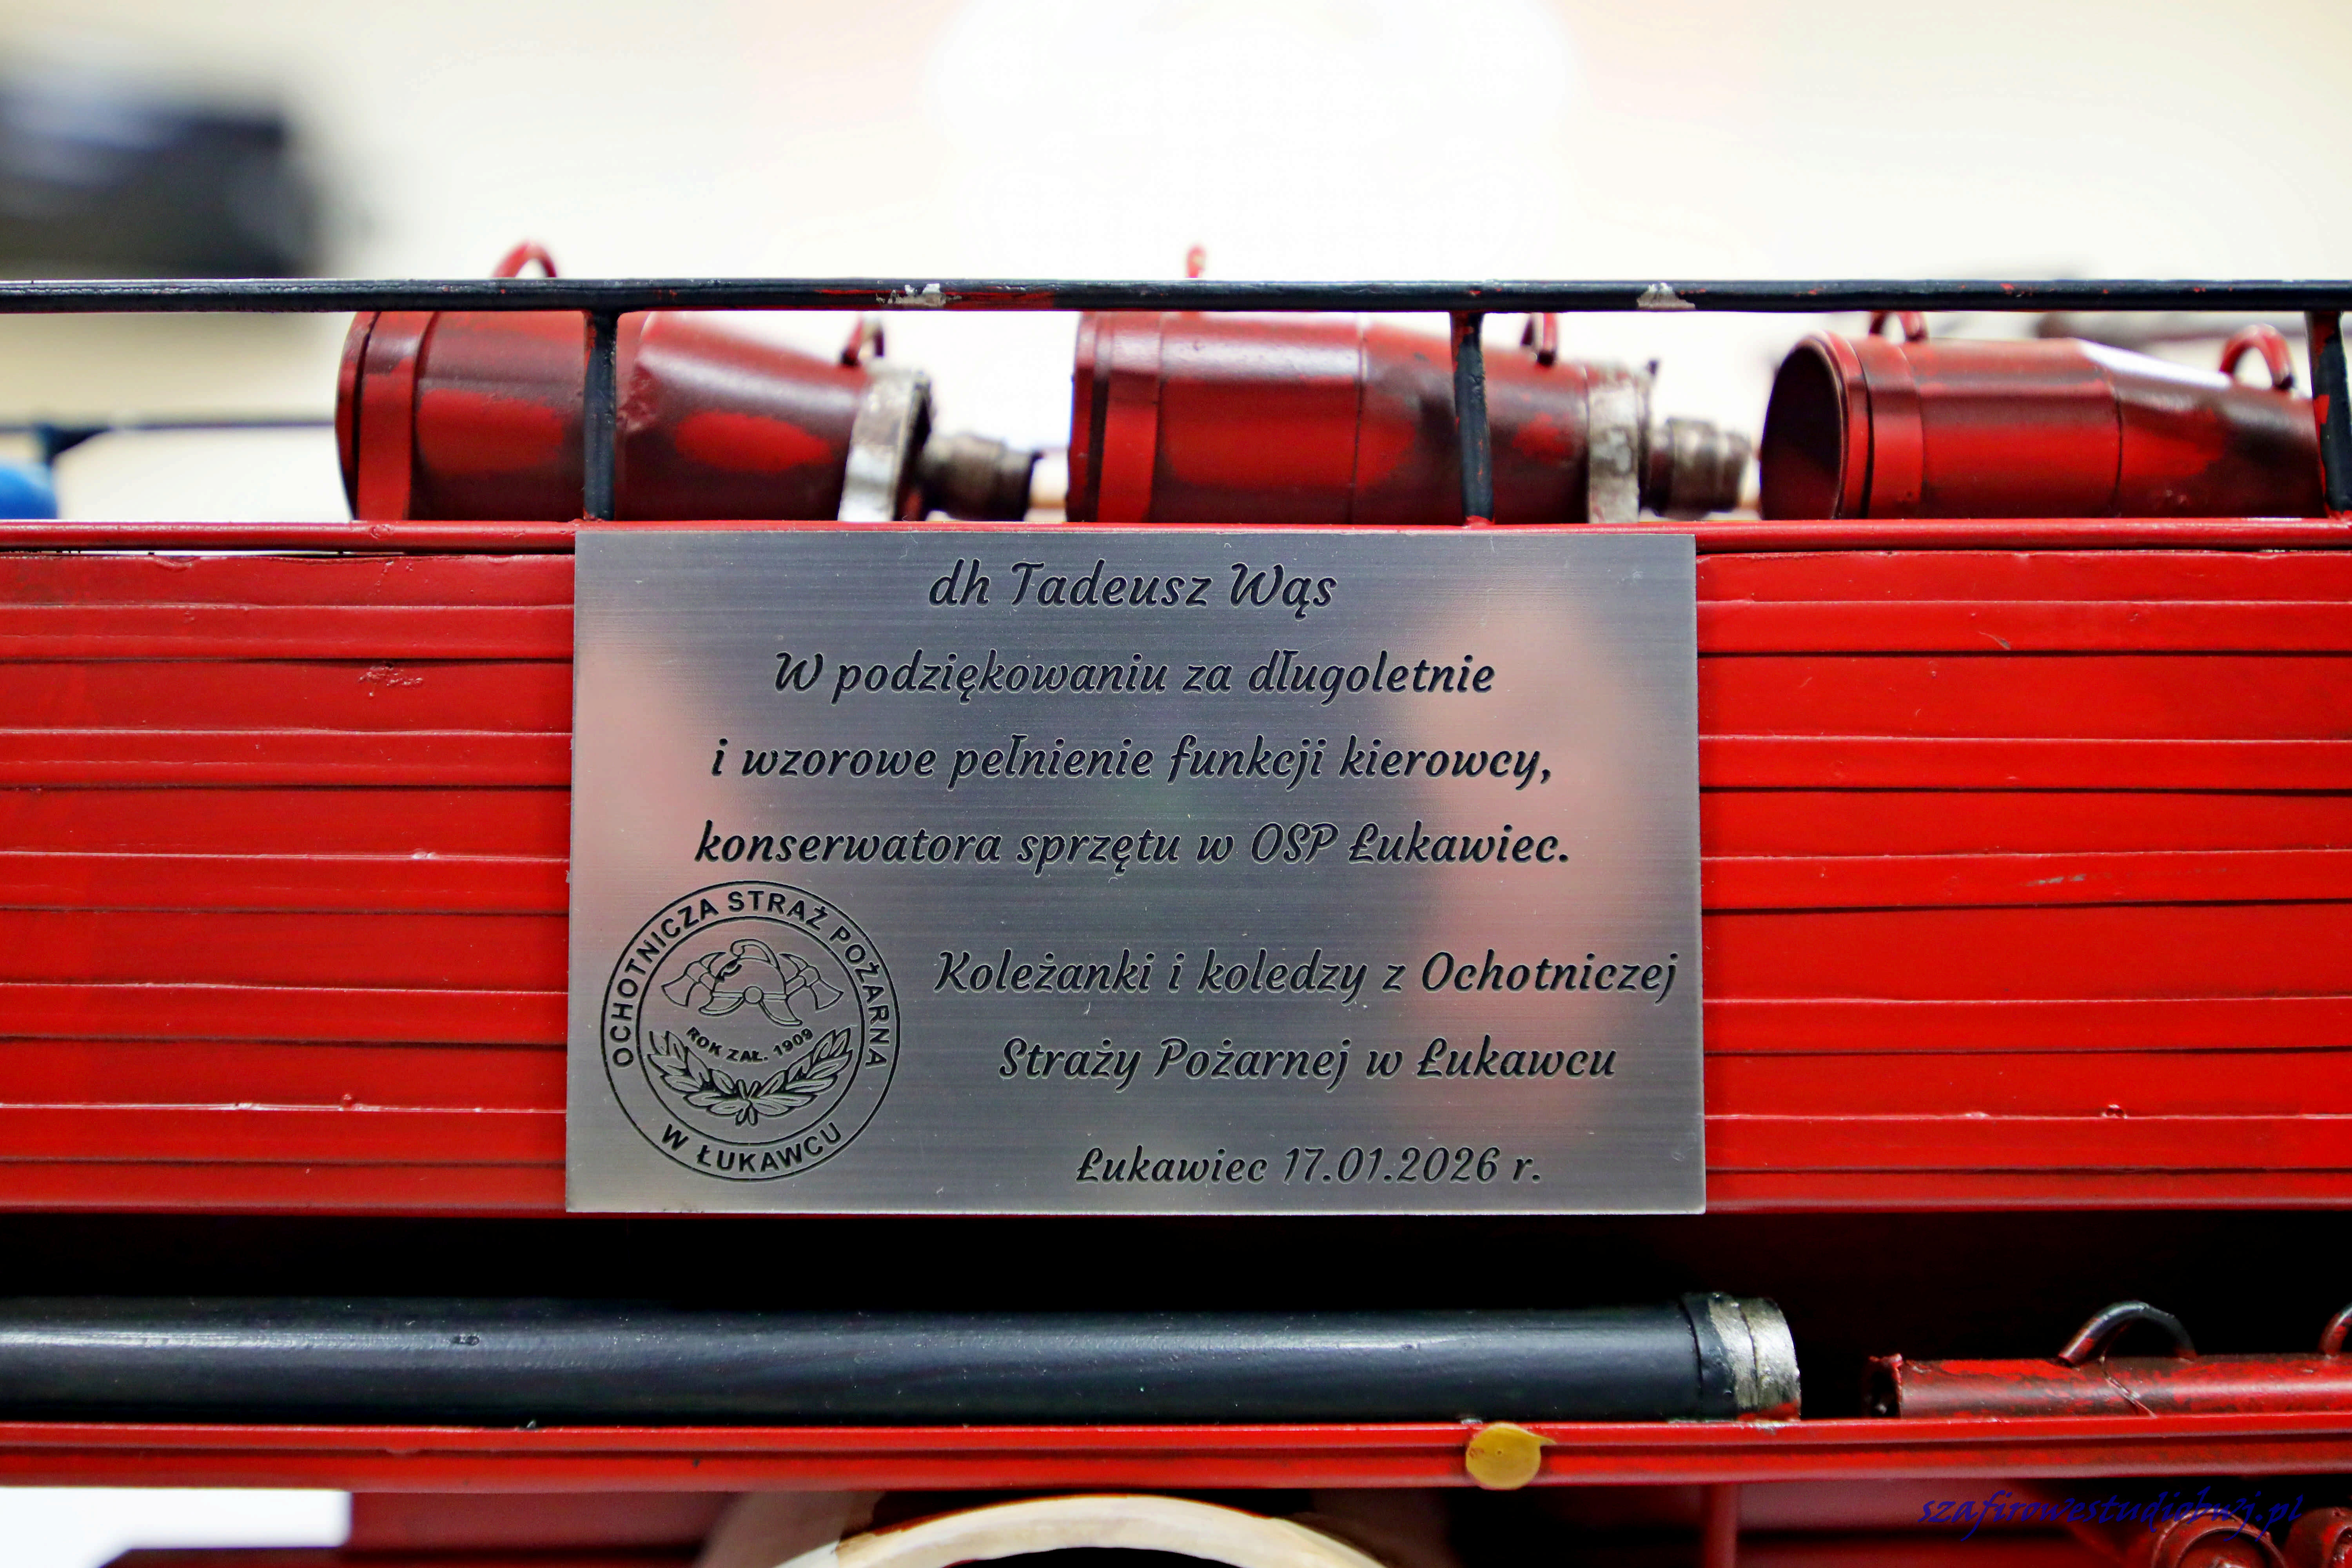 dh Tadeusz Wąs
W podziękowaniu za długoletnie
i wzorowe pełnienie funkcji kierowcy,
konserwatora sprzętu w OSP Łukawiec.
OCHOTNICZA STRAŻ POŻARNA
ROK ZAŁ. 1909
W ŁUKAWCU
Koleżanki i koledzy z Ochotniczej
Straży Pożarnej w Łukawcu
Łukawiec 17.01.2026 r.
szafirowestudiobwj.pl